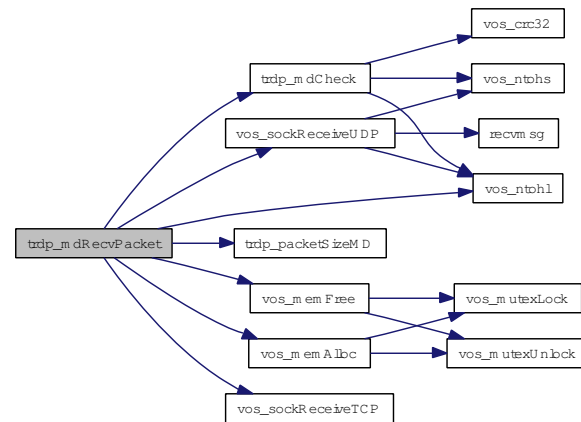 vos_crc32
trdp_mdCheck
vos_ntohs
vos_sockReceiveUDP
recvmsg
vos_ntohl
trdp_mdRecvPacket
trdp_packetSizeMD
vos_memFree
vos_mutexLock
vos_memAlloc
vos_mutexUnlock
vos_sockReceiveTCP